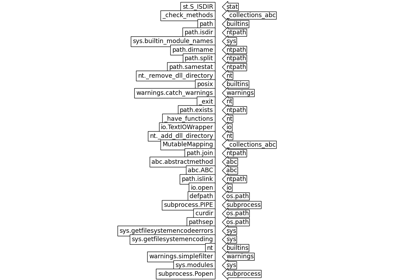 st.S_ISDIR stat
_check_methods _collections_abc
path builtins
path.isdir ntpath
sys.builtin_module_names sys
path.dirname ntpath
path.split ntpath
path.samestat ntpath
nt._remove_dll_directory nt
posix builtins
warnings.catch_warnings warnings
_exit nt
path.exists ntpath
_have_functions nt
io.TextIOWrapper io
nt._add_dll_directory nt
MutableMapping _collections_abc
path.join ntpath
abc.abstractmethod abc
abc.ABC abc
path.islink ntpath
io.open io
defpath os.path
subprocess.PIPE subprocess
curdir os.path
pathsep os.path
sys.getfilesystemencodeerrors sys
sys.getfilesystemencoding sys
nt builtins
warnings.simplefilter warnings
sys.modules sys
subprocess.Popen subprocess